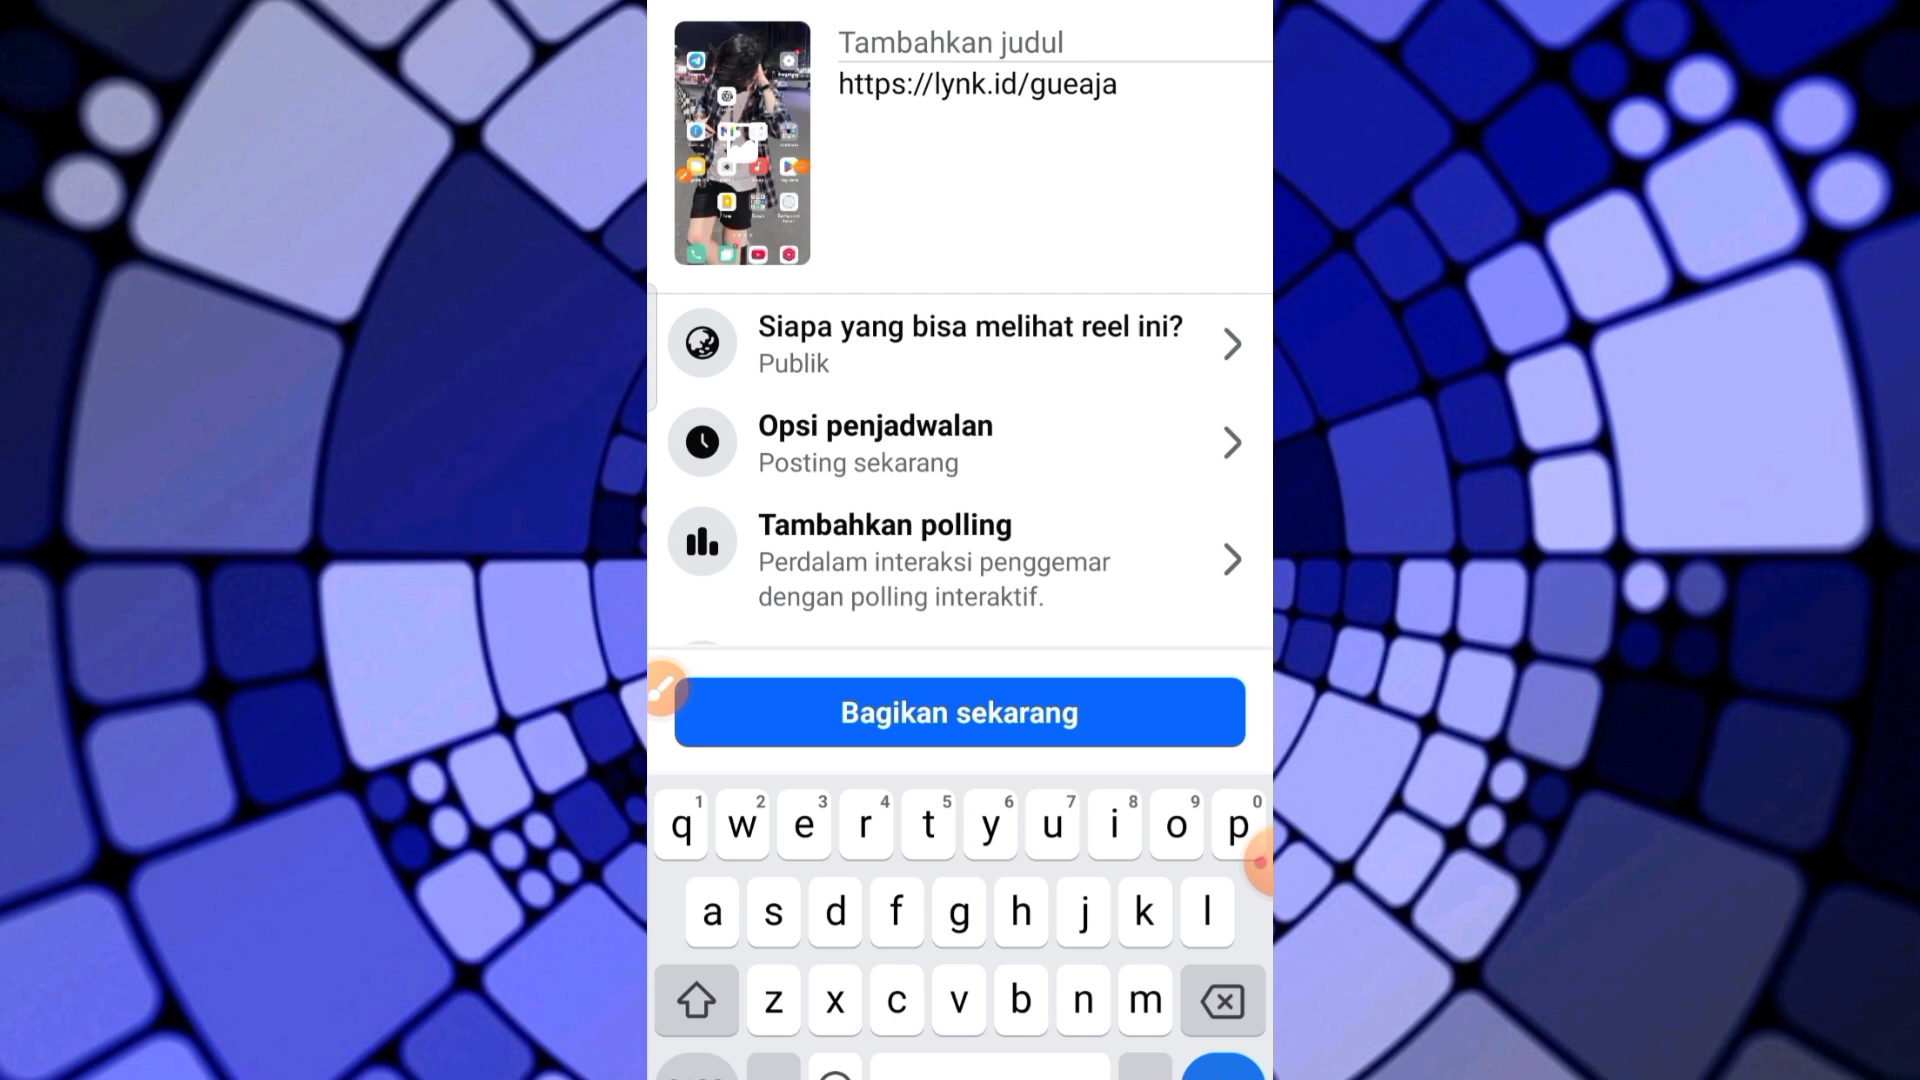 Tambahkan judul
https://lynk.id/gueaja
Siapa yang bisa melihat reel ini?
Publik
Opsi penjadwalan
Posting sekarang
Tambahkan polling
Perdalam interaksi penggemar
dengan polling interaktif.
Bagikan sekarang
1 2 3 4 5 6 7 8 9 0
q w e r t y u i o p
a s d f g h j k l
z x c v b n m